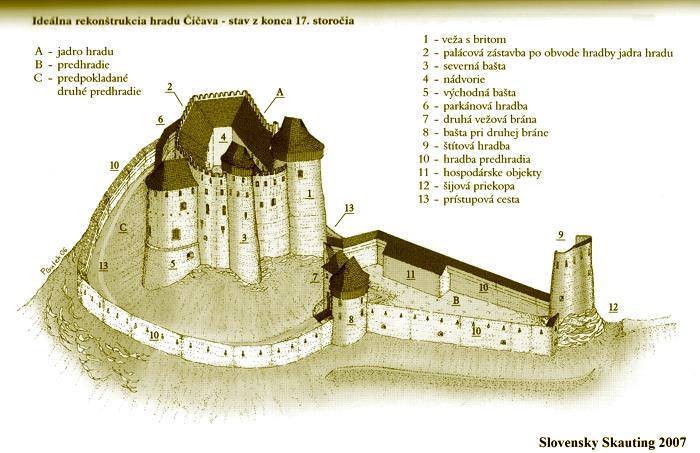 Ideálna rekonštrukcia hradu Čičava - stav z konca 17. storočia
A - jadro hradu
B - predhradie
C - predpokladané
druhé predhradie
1 - veža s britom
2 - palácová zástavba po obvode hradby jadra hradu
3 - severná bašta
4 - nádvorie
5 - východná bašta
6 - parkánová hradba
7 - druhá vežová brána
8 - bašta pri druhej bráne
9 - štítová hradba
10 - hradba predhradia
11 - hospodárske objekty
12 - šijová priekopa
13 - prístupová cesta
2
A
6
4
10
1
13
C
3
9
5
13
7
11
10
B
12
8
10
10
Slovensky Skauting 2007